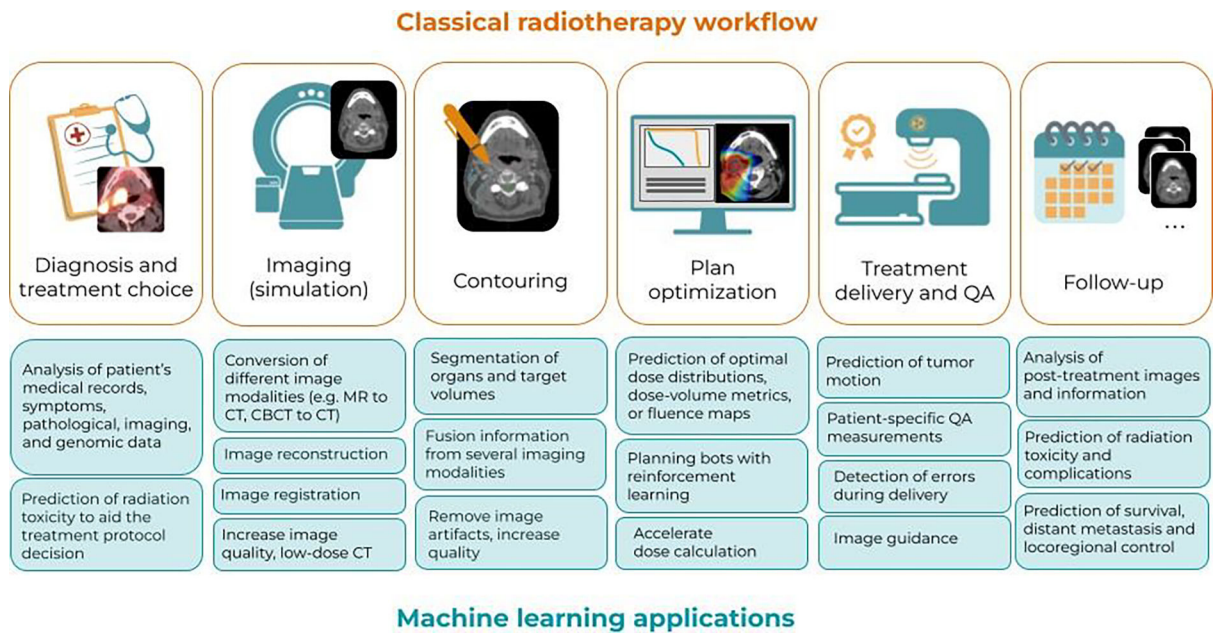 Classical radiotherapy workflow
Diagnosis and
treatment choice
Imaging
(simulation)
Contouring
Plan
optimization
Treatment
delivery and QA
Follow-up
Analysis of patient's
medical records,
symptoms,
pathological, imaging,
and genomic data
Prediction of radiation
toxicity to aid the
treatment protocol
decision
Conversion of
different image
modalities (e.g. MR to
CT, CBCT to CT)
Image reconstruction
Image registration
Increase image
quality, low-dose CT
Segmentation of
organs and target
volumes
Fusion information
from several imaging
modalities
Remove image
artifacts, increase
quality
Prediction of optimal
dose distributions,
dose-volume metrics,
or fluence maps
Planning bots with
reinforcement
learning
Accelerate
dose calculation
Prediction of tumor
motion
Patient-specific QA
measurements
Detection of errors
during delivery
Image guidance
Analysis of
post-treatment images
and information
Prediction of radiation
toxicity and
complications
Prediction of survival,
distant metastasis and
locoregional control
Machine learning applications